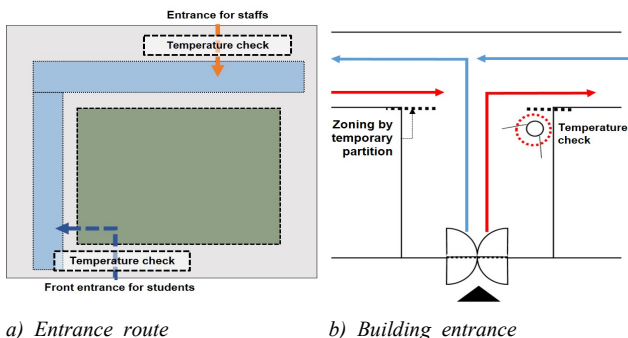 Entrance for staffs
Temperature check
Temperature check
Front entrance for students
Zoning by
temporary
partition
Temperature
check
a) Entrance route
b) Building entrance